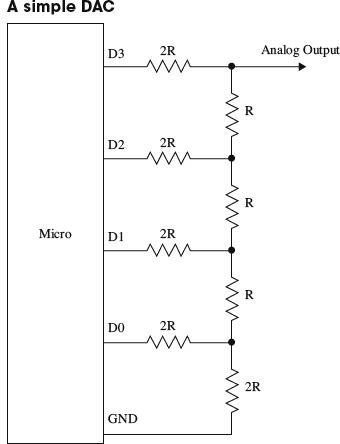 A simple DAC
D3
2R
Analog Output
R
D2
2R
R
Micro
D1
2R
R
D0
2R
2R
GND